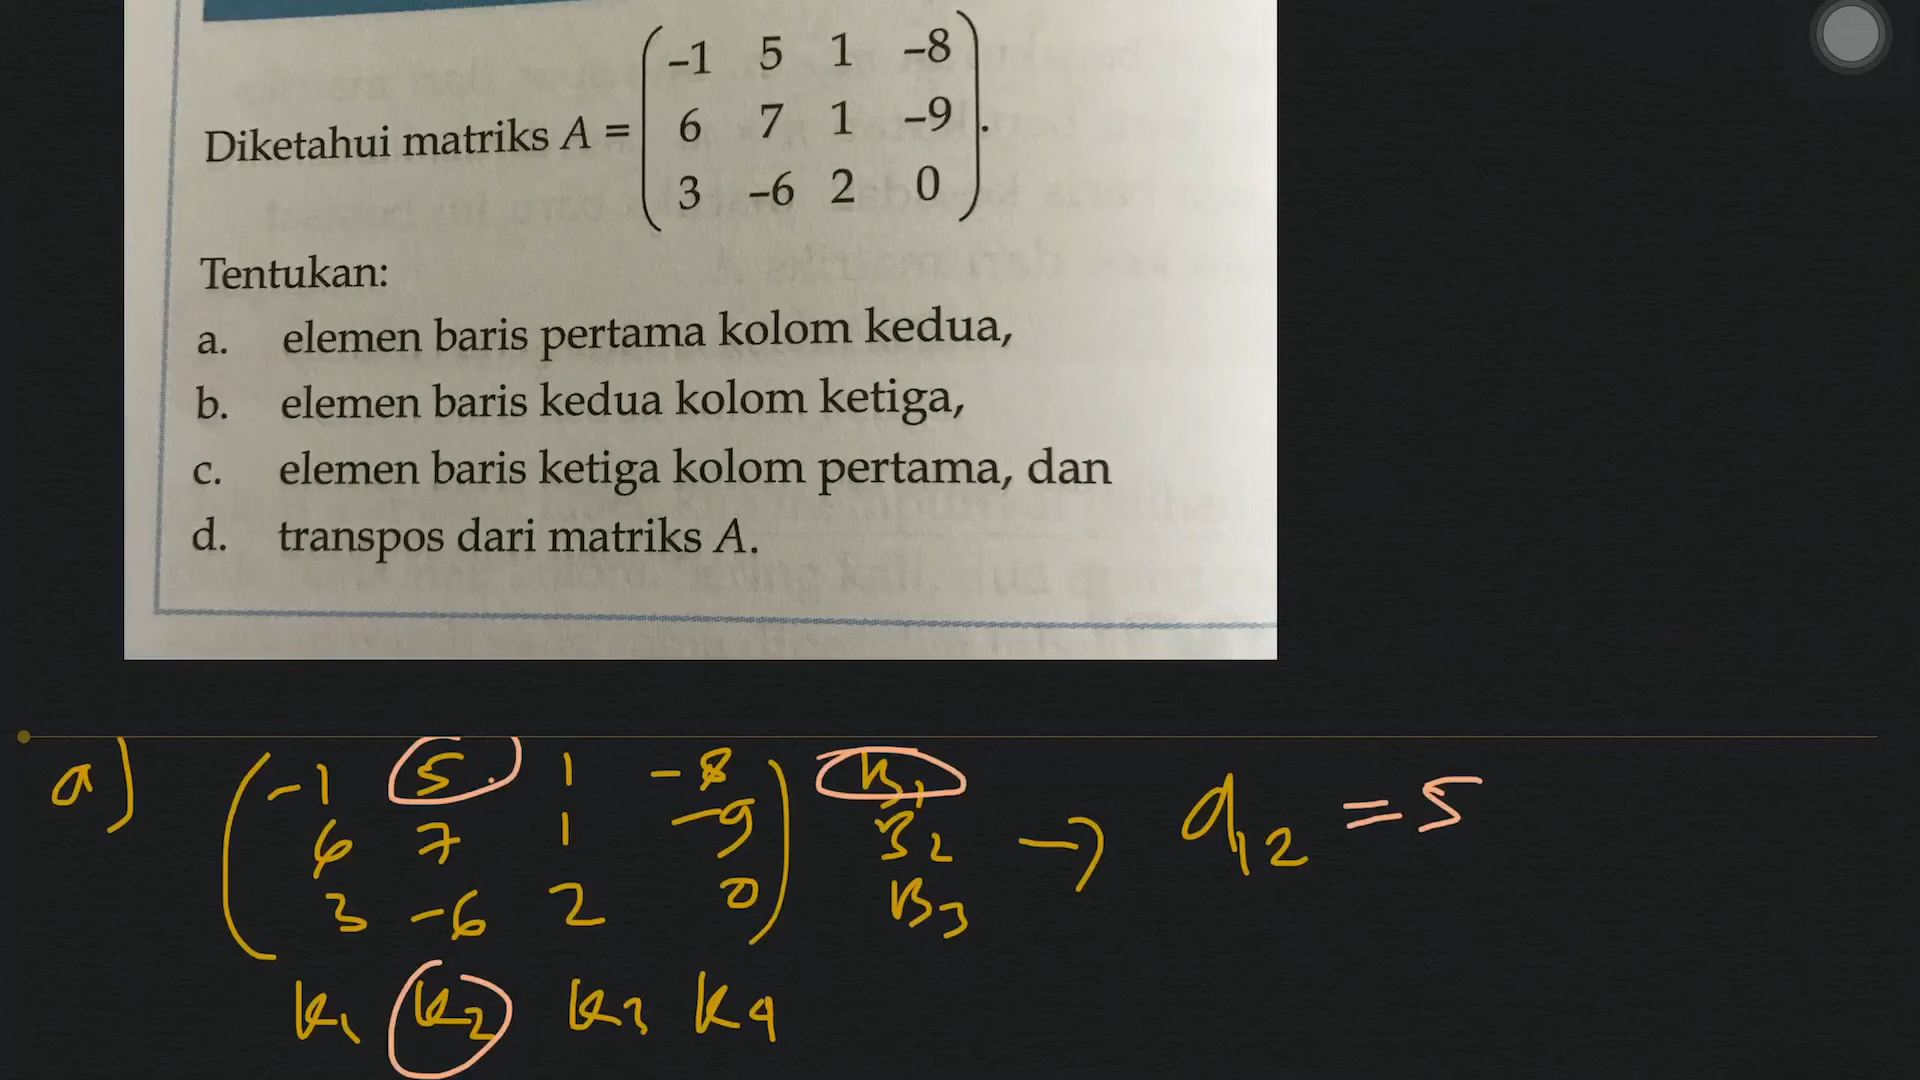 Diketahui matriks A = ( -1 5 1 -8
6 7 1 -9
3 -6 2 0 ).
Tentukan:
a. elemen baris pertama kolom kedua,
b. elemen baris kedua kolom ketiga,
c. elemen baris ketiga kolom pertama, dan
d. transpos dari matriks A.
a) ( -1 5 1 -8 ) B1
6 7 1 -9 B2 → a12 = 5
3 -6 2 0 B3
K1 K2 K3 K4